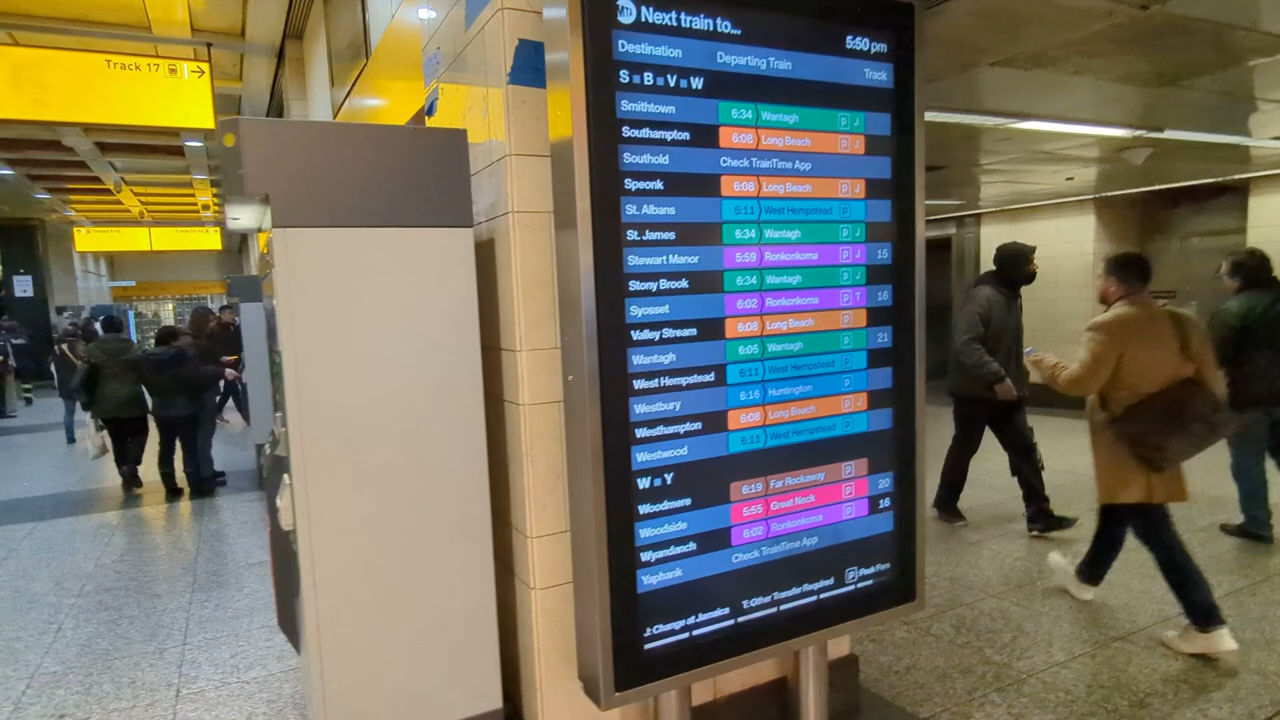 Track 17
MTA Next train to...
5:50 pm
Destination Departing Train Track
S B V W
Smithtown 6:34 Wantagh P J
Southampton 6:08 Long Beach P J
Southold Check TrainTime App
Speonk 6:08 Long Beach P J
St. Albans 6:11 West Hempstead P
St. James 6:34 Wantagh P J
Stewart Manor 5:59 Ronkonkoma P J 15
Stony Brook 6:34 Wantagh P J
Syosset 6:02 Ronkonkoma P T 16
Valley Stream 6:08 Long Beach P
Wantagh 6:05 Wantagh P 21
West Hempstead 6:11 West Hempstead P
Westbury 6:16 Huntington P
Westhampton 6:08 Long Beach P J
Westwood 6:11 West Hempstead P
W Y
Woodmere 6:19 Far Rockaway P
Woodside 5:55 Great Neck P 20
Wyandanch 6:02 Ronkonkoma P 16
Yaphank Check TrainTime App
J: Change at Jamaica T: Other Transfer Required P: Peak Fare